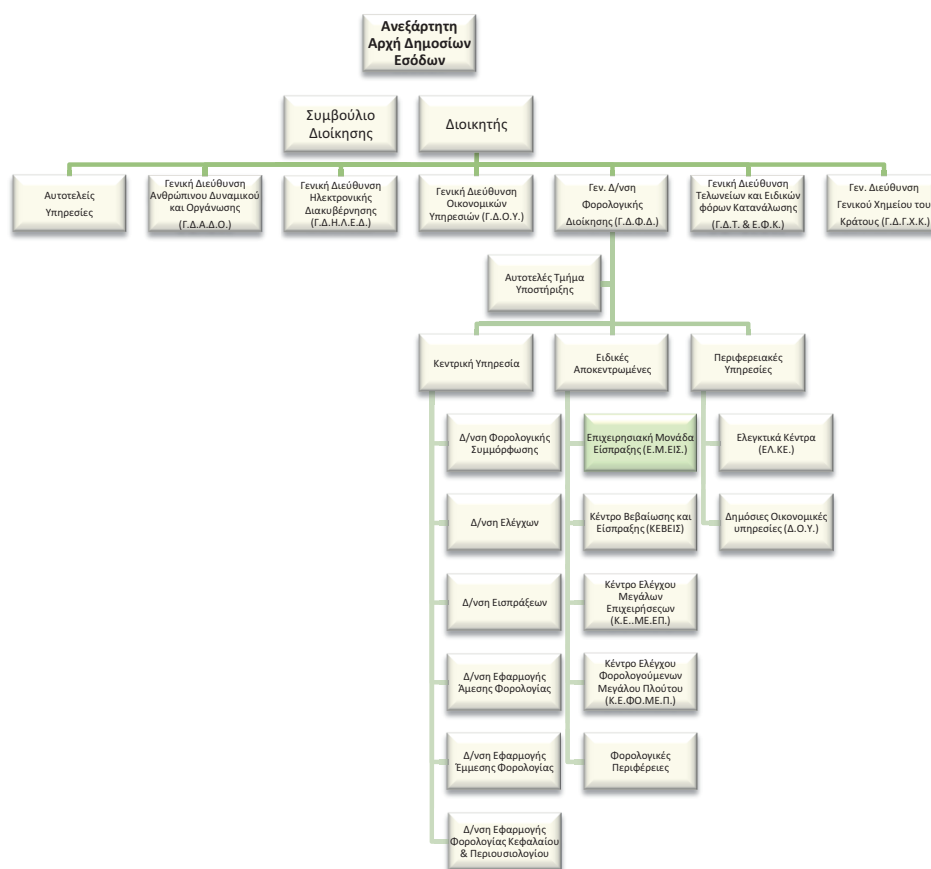 Ανεξάρτητη
Αρχή Δημοσίων
Εσόδων
Συμβούλιο
Διοίκησης
Διοικητής
Αυτοτελείς
Υπηρεσίες
Γενική Διεύθυνση
Ανθρώπινου Δυναμικού
και Οργάνωσης
(Γ.Δ.Α.Δ.Ο.)
Γενική Διεύθυνση
Ηλεκτρονικής
Διακυβέρνησης
(Γ.Δ.Η.Λ.Ε.Δ.)
Γενική Διεύθυνση
Οικονομικών
Υπηρεσιών (Γ.Δ.Ο.Υ.)
Γεν. Δ/νση
Φορολογικής
Διοίκησης (Γ.Δ.Φ.Δ.)
Γενική Διεύθυνση
Τελωνείων και Ειδικών
φόρων Κατανάλωσης
(Γ.Δ.Τ. & Ε.Φ.Κ.)
Γεν. Διεύθυνση
Γενικού Χημείου του
Κράτους (Γ.Δ.Γ.Χ.Κ.)
Αυτοτελές Τμήμα
Υποστήριξης
Κεντρική Υπηρεσία
Ειδικές
Αποκεντρωμένες
Περιφερειακές
Υπηρεσίες
Δ/νση Φορολογικής
Συμμόρφωσης
Επιχειρησιακή Μονάδα
Είσπραξης (Ε.Μ.ΕΙΣ.)
Ελεγκτικά Κέντρα
(ΕΛ.ΚΕ.)
Δ/νση Ελέγχων
Κέντρο Βεβαίωσης και
Είσπραξης (ΚΕΒΕΙΣ)
Δημόσιες Οικονομικές
υπηρεσίες (Δ.Ο.Υ.)
Δ/νση Εισπράξεων
Κέντρο Ελέγχου
Μεγάλων
Επιχειρήσεςων
(Κ.Ε..ΜΕ.ΕΠ.)
Δ/νση Εφαρμογής
Άμεσης Φορολογίας
Κέντρο Ελέγχου
Φορολογούμενων
Μεγάλου Πλούτου
(Κ.Ε.ΦΟ.ΜΕ.Π.)
Δ/νση Εφαρμογής
Έμμεσης Φορολογίας
Φορολογικές
Περιφέρειες
Δ/νση Εφαρμογής
Φορολογίας Κεφαλαίου
& Περιουσιολογίου